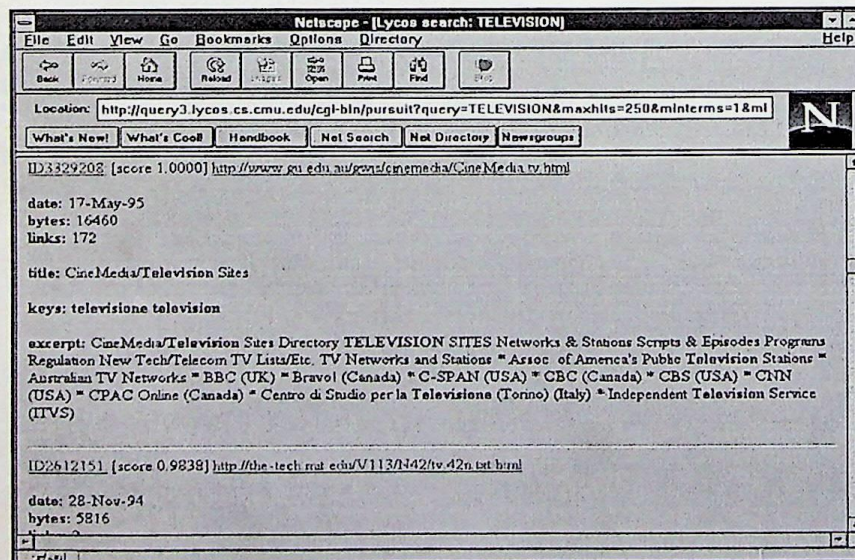 Netscape - [Lycos search: TELEVISION]
File Edit View Go Bookmarks Options Directory Help
Back Forward Home Reload Images Open Print Find Stop
Location: http://query3.lycos.cs.cmu.edu/cgi-bin/pursuit?query=TELEVISION&maxhits=250&minterms=1&mi
N
What's New! What's Cool! Handbook Net Search Net Directory Newsgroups
ID3329208 [score 1.0000] http://www.gu.edu.au/gwis/cinemedia/CineMedia.tv.html
date: 17-May-95
bytes: 16460
links: 172
title: CineMedia/Television Sites
keys: televisione television
excerpt: CineMedia/Television Sites Directory TELEVISION SITES Networks & Stations Scripts & Episodes Programs
Regulation New Tech/Telecom TV Lists/Etc. TV Networks and Stations * Assoc. of America's Public Television Stations *
Australian TV Networks * BBC (UK) * Bravo! (Canada) * C-SPAN (USA) * CBC (Canada) * CBS (USA) * CNN
(USA) * CPAC Online (Canada) * Centro di Studio per la Televisione (Torino) (Italy) * Independent Television Service
(ITVS)
ID2612151 [score 0.9838] http://the-tech.mit.edu/V113/N42/tv.42n.txt.html
date: 28-Nov-94
bytes: 5816